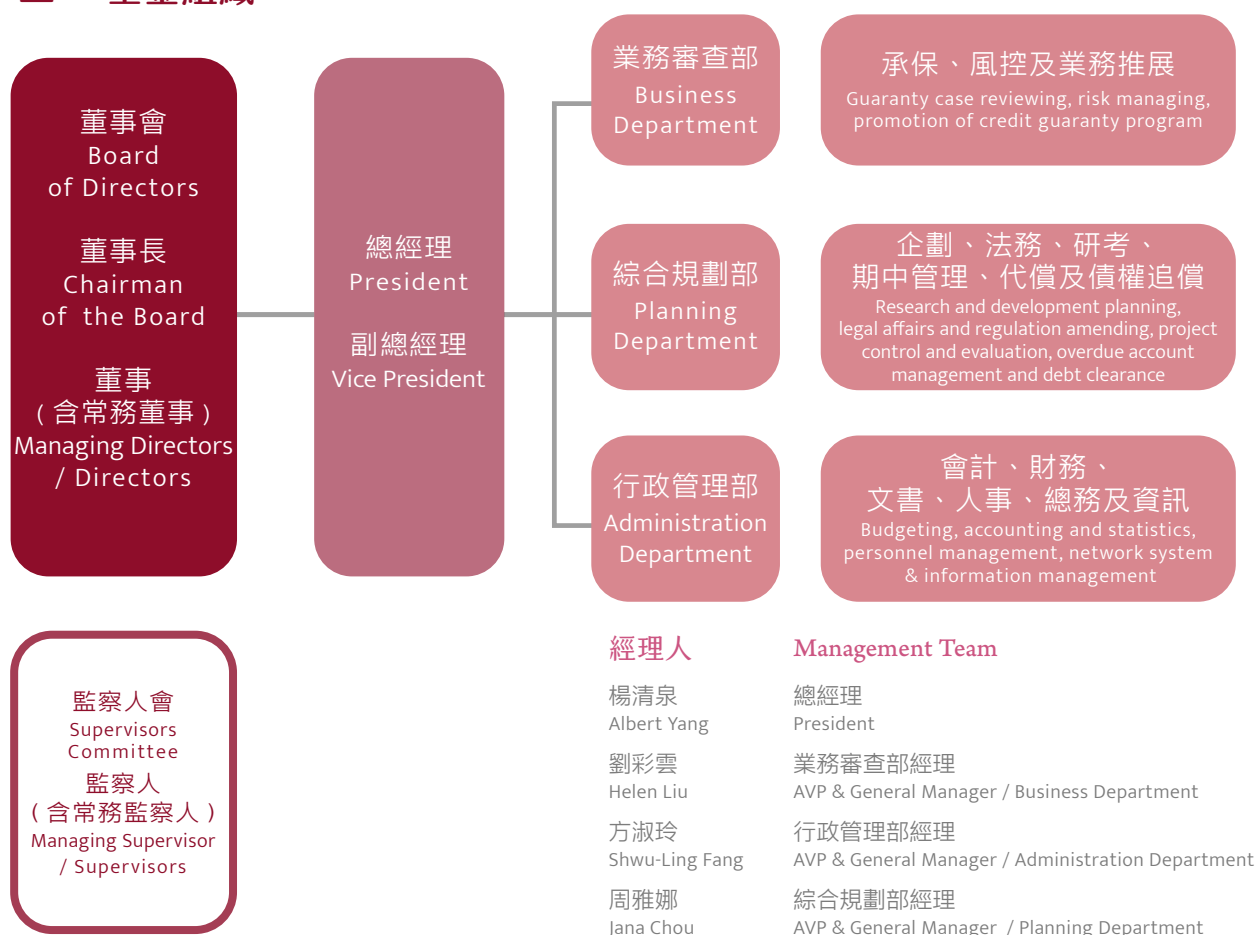 董事會
Board
of Directors
董事長
Chairman
of the Board
董事
(含常務董事)
Managing Directors
/ Directors
總經理
President
副總經理
Vice President
業務審查部
Business
Department
承保、風控及業務推展
Guaranty case reviewing, risk managing,
promotion of credit guaranty program
綜合規劃部
Planning
Department
企劃、法務、研考、
期中管理、代償及債權追償
Research and development planning,
legal affairs and regulation amending, project
control and evaluation, overdue account
management and debt clearance
行政管理部
Administration
Department
會計、財務、
文書、人事、總務及資訊
Budgeting, accounting and statistics,
personnel management, network system
& information management
監察人會
Supervisors
Committee
監察人
(含常務監察人)
Managing Supervisor
/ Supervisors
經理人 Management Team
楊清泉 總經理
Albert Yang President
劉彩雲 業務審查部經理
Helen Liu AVP & General Manager / Business Department
方淑玲 行政管理部經理
Shwu-Ling Fang AVP & General Manager / Administration Department
周雅娜 綜合規劃部經理
Jana Chou AVP & General Manager / Planning Department